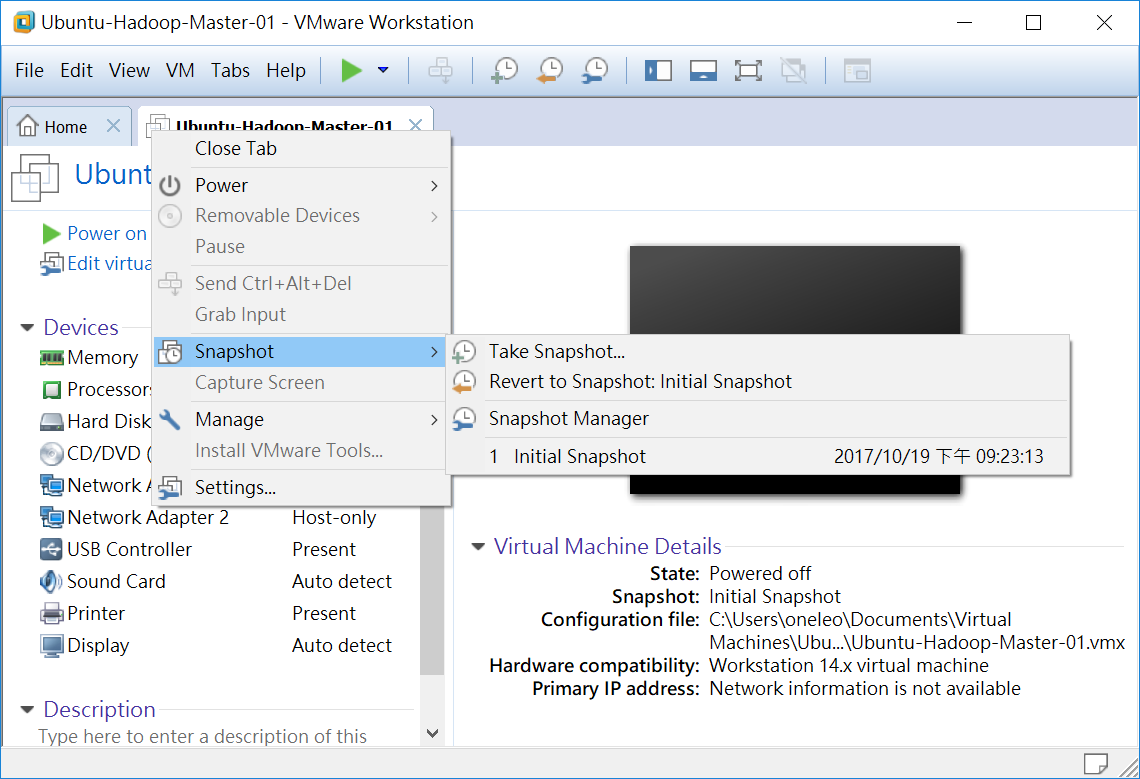 Ubuntu-Hadoop-Master-01 - VMware Workstation
File Edit View VM Tabs Help
Home
Ubuntu-Hadoop-Master-01
Close Tab
Power
Removable Devices
Pause
Send Ctrl+Alt+Del
Grab Input
Snapshot
Capture Screen
Manage
Install VMware Tools...
Settings...
Take Snapshot...
Revert to Snapshot: Initial Snapshot
Snapshot Manager
1 Initial Snapshot 2017/10/19 下午 09:23:13
Ubunt
Power on
Edit virtua
Devices
Memory
Processors
Hard Disk
CD/DVD (
Network A
Network Adapter 2 Host-only
USB Controller Present
Sound Card Auto detect
Printer Present
Display Auto detect
Description
Type here to enter a description of this
Virtual Machine Details
State: Powered off
Snapshot: Initial Snapshot
Configuration file: C:\Users\oneleo\Documents\Virtual
Machines\Ubu...\Ubuntu-Hadoop-Master-01.vmx
Hardware compatibility: Workstation 14.x virtual machine
Primary IP address: Network information is not available